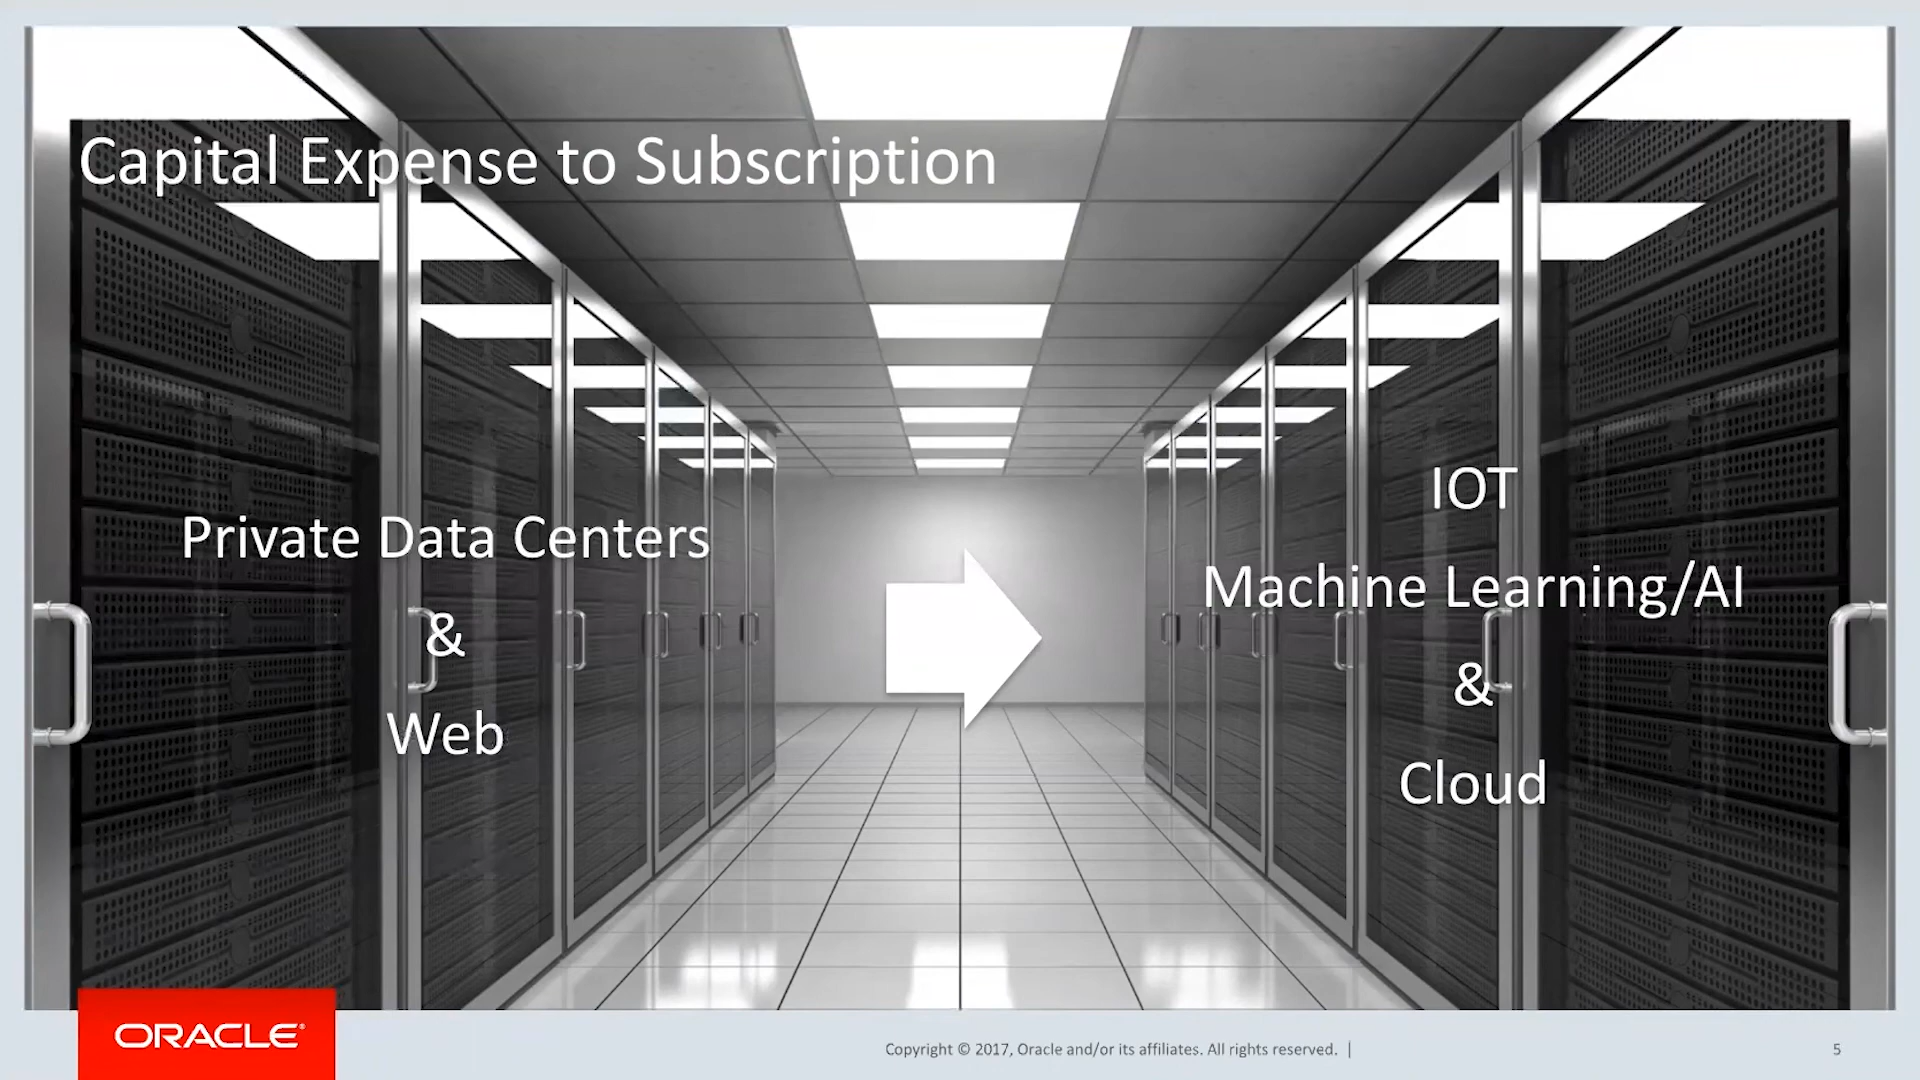 Capital Expense to Subscription
Private Data Centers
&
Web
IOT
Machine Learning/AI
&
Cloud
ORACLE®
Copyright © 2017, Oracle and/or its affiliates. All rights reserved. |
5